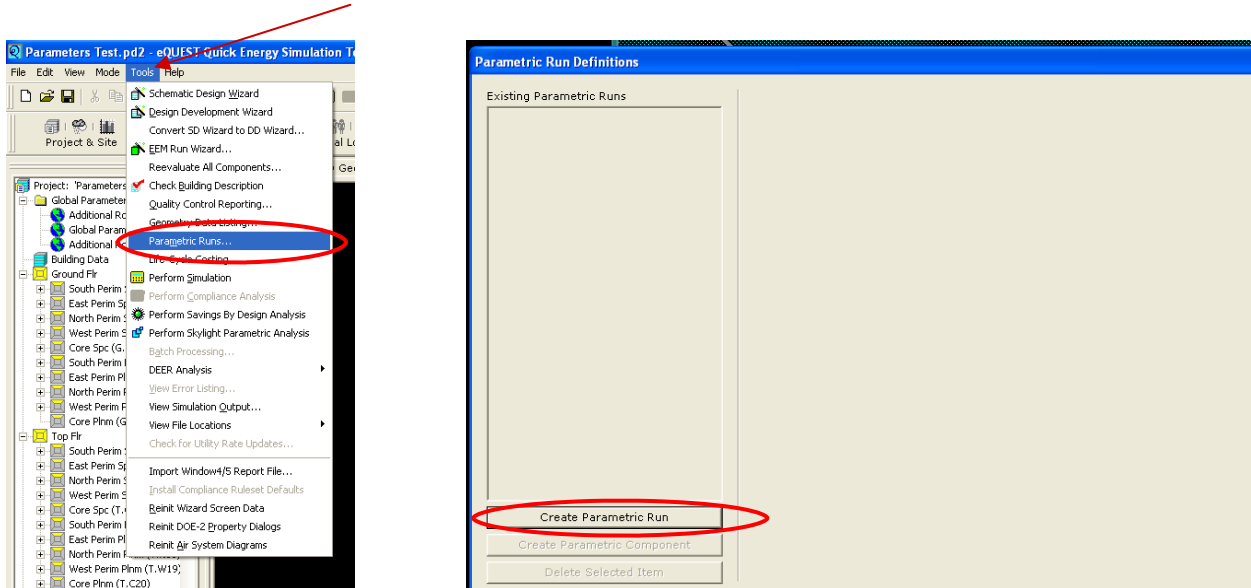 Parameters Test.pd2 - eQUEST Quick Energy Simulation T
File Edit View Mode Tools Help
Project & Site
Project: 'Parameters
Global Parameter
Additional Ro
Global Param
Additional
Building Data
Ground Flr
South Perim
East Perim Sp
North Perim S
West Perim S
Core Spc (G.
South Perim
East Perim Pl
North Perim P
West Perim P
Core Plnm (G
Top Flr
South Perim
East Perim Sp
North Perim S
West Perim S
Core Spc (T.
South Perim
East Perim Pl
North Perim
West Perim Plnm (T.W19)
Core Plnm (T.C20)
Schematic Design Wizard
Design Development Wizard
Convert SD Wizard to DD Wizard...
EEM Run Wizard...
Reevaluate All Components...
Check Building Description
Quality Control Reporting...
Geometry Data Listing...
Parametric Runs...
Life-Cycle Costing...
Perform Simulation
Perform Compliance Analysis
Perform Savings By Design Analysis
Perform Skylight Parametric Analysis
Batch Processing...
DEER Analysis
View Error Listing...
View Simulation Output...
View File Locations
Check for Utility Rate Updates...
Import Window4/5 Report File...
Install Compliance Ruleset Defaults
Reinit Wizard Screen Data
Reinit DOE-2 Property Dialogs
Reinit Air System Diagrams
al Lo
Geo
Parametric Run Definitions
Existing Parametric Runs
Create Parametric Run
Create Parametric Component
Delete Selected Item